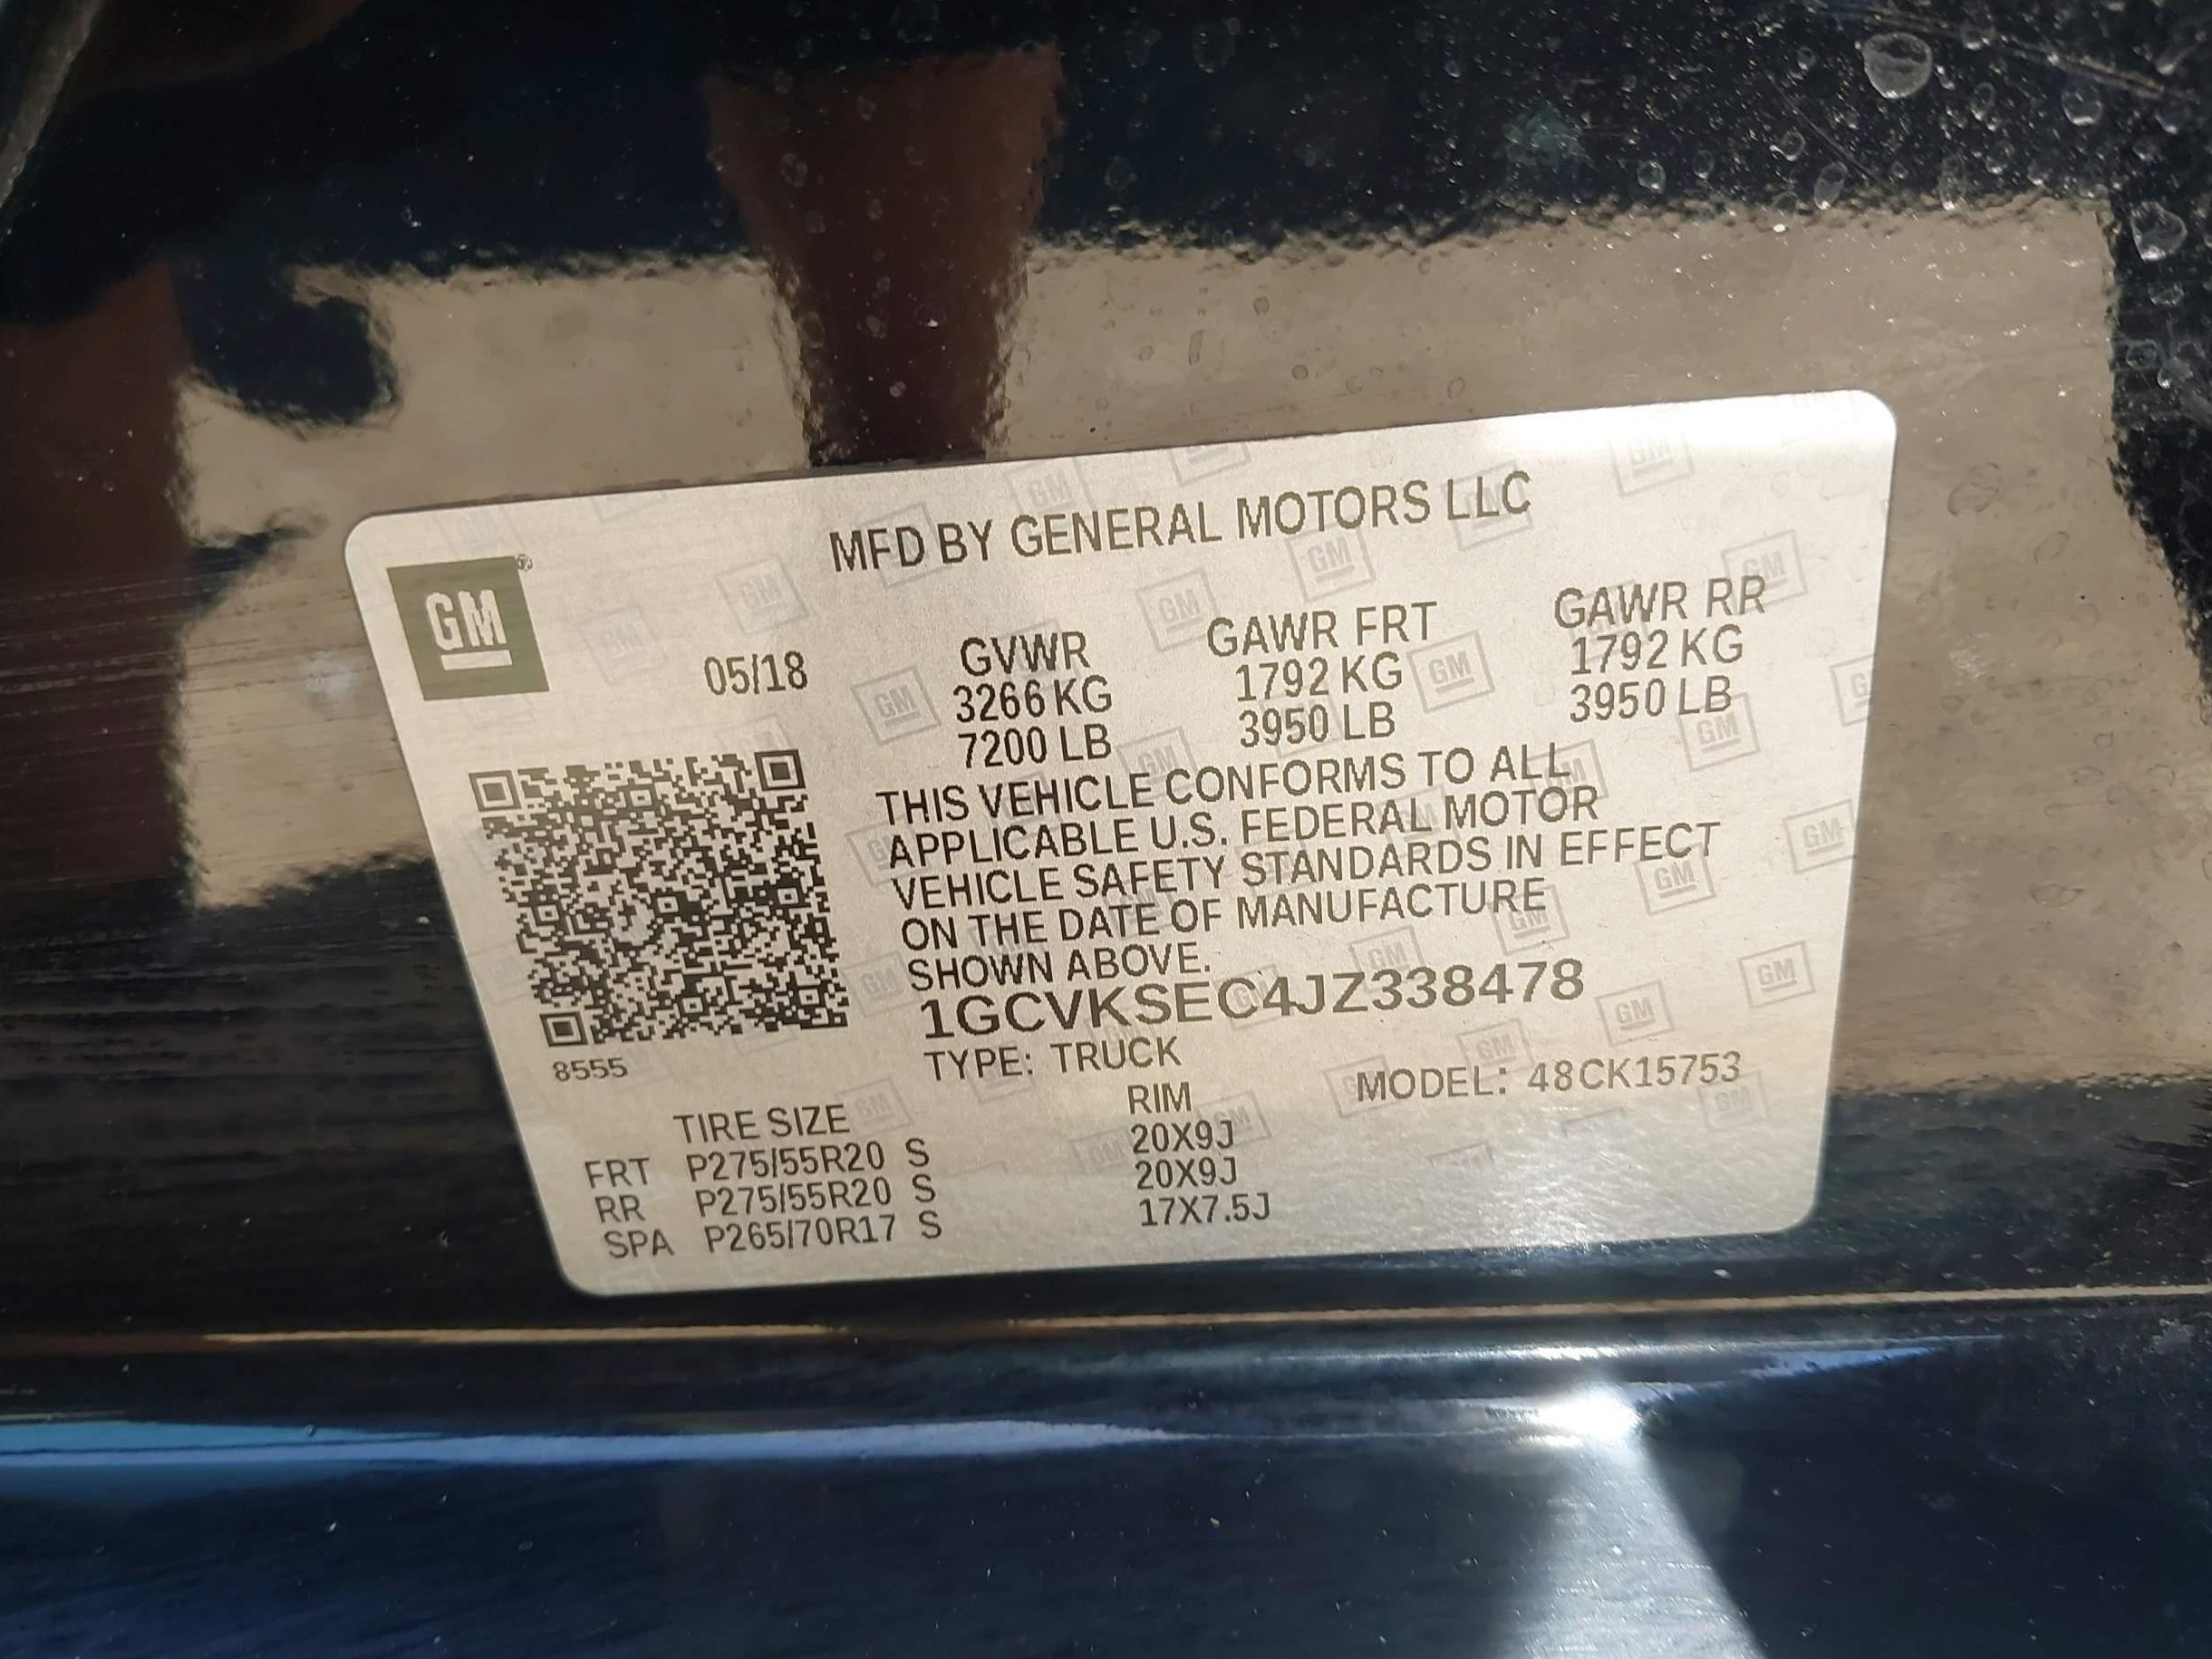 MFD BY GENERAL MOTORS LLC
GM
05/18
GVWR
3266 KG
7200 LB
GAWR FRT
1792 KG
3950 LB
GAWR RR
1792 KG
3950 LB
THIS VEHICLE CONFORMS TO ALL
APPLICABLE U.S. FEDERAL MOTOR
VEHICLE SAFETY STANDARDS IN EFFECT
ON THE DATE OF MANUFACTURE
SHOWN ABOVE.
1GCVKSEC4JZ338478
8555
TYPE: TRUCK
MODEL: 48CK15753
TIRE SIZE RIM
FRT P275/55R20 S 20X9J
RR P275/55R20 S 20X9J
SPA P265/70R17 S 17X7.5J